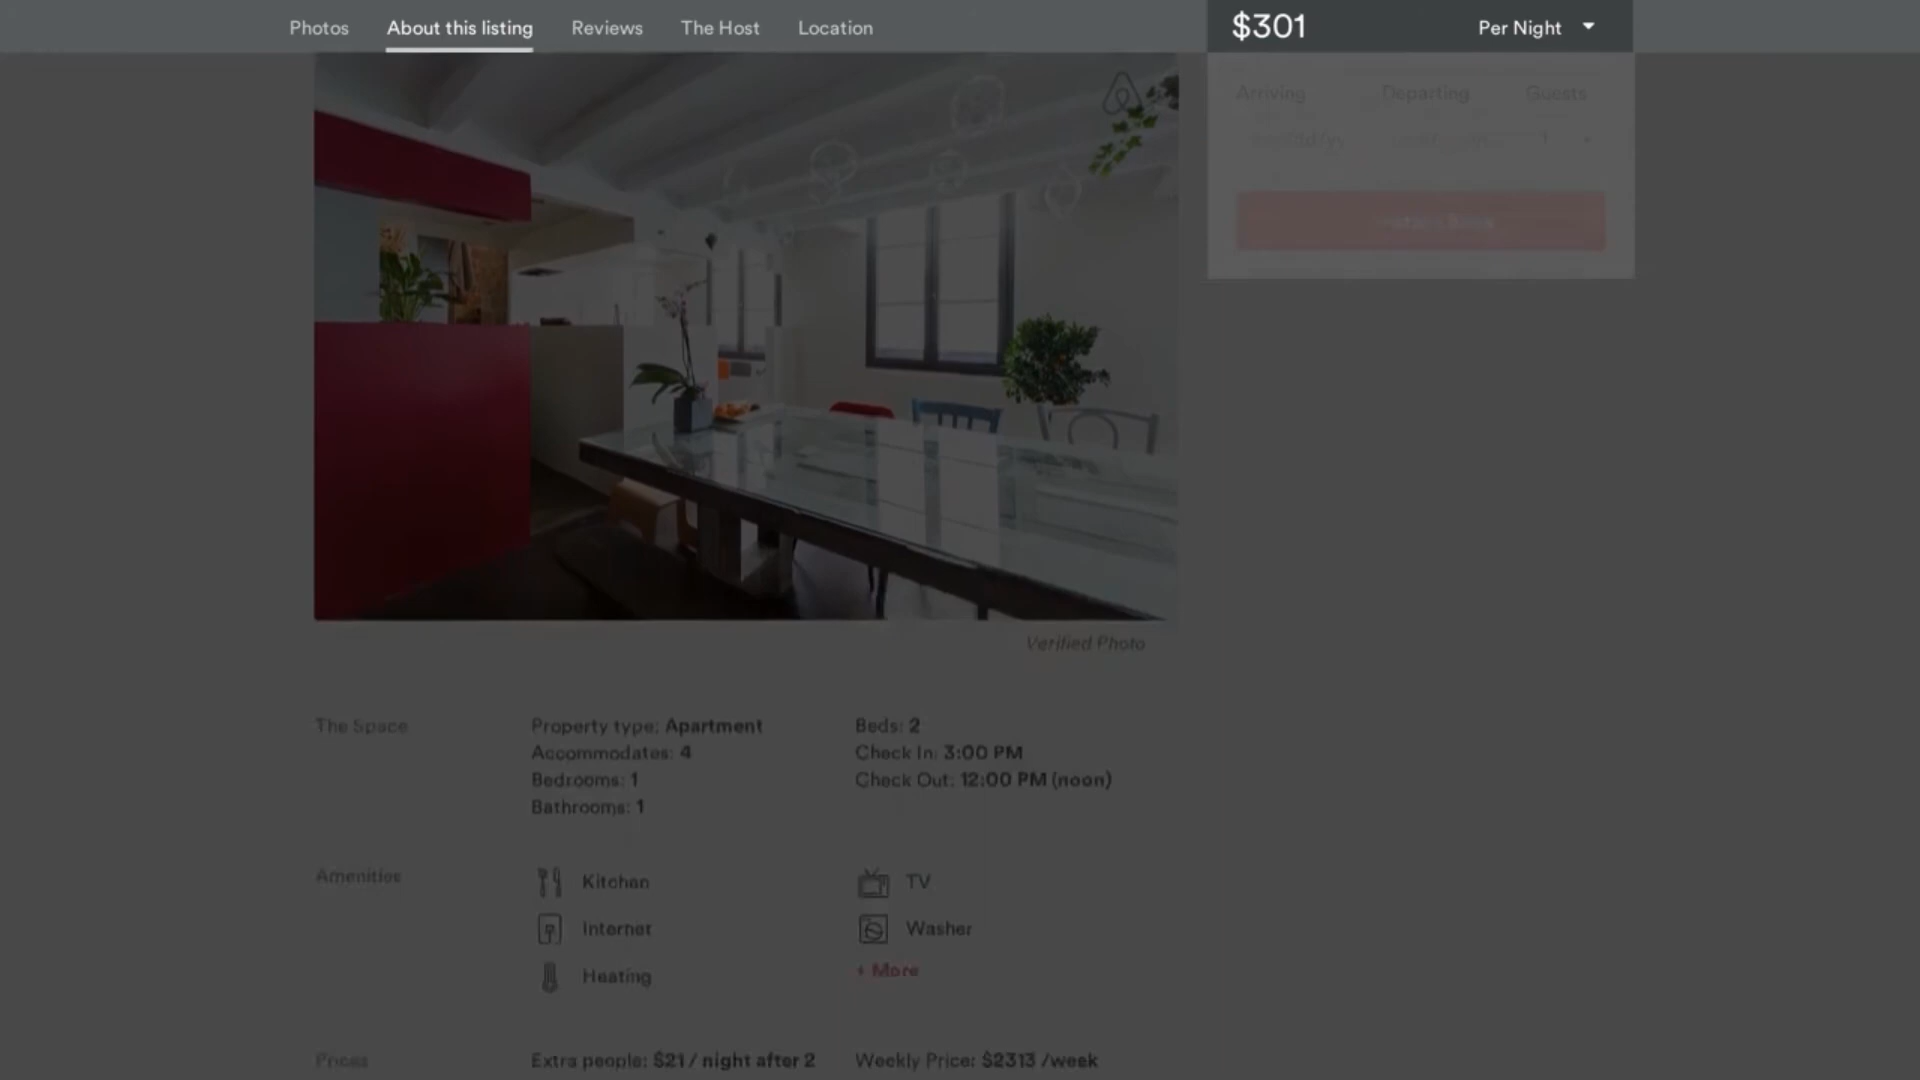 Photos
About this listing
Reviews
The Host
Location
$301
Per Night
Arriving
Departing
Guests
1
Verified Photo
The Space
Property type: Apartment
Accommodates: 4
Bedrooms: 1
Bathrooms: 1
Beds: 2
Check In: 3:00 PM
Check Out: 12:00 PM (noon)
Amenities
Kitchen
Internet
Heating
TV
Washer
+ More
Prices
Extra people: $21 / night after 2
Weekly Price: $2313 /week